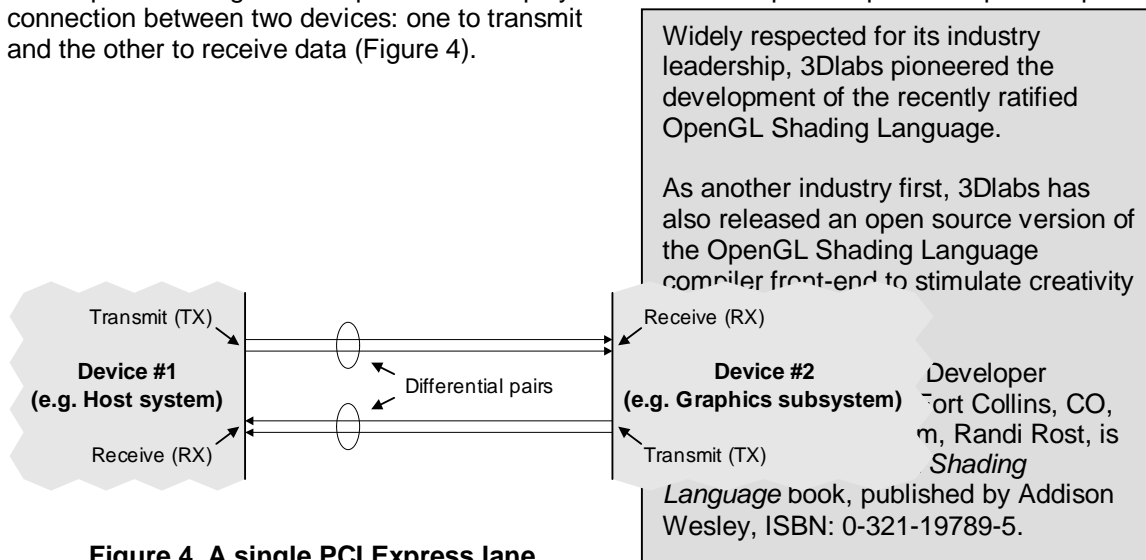 connection between two devices: one to transmit
and the other to receive data (Figure 4).
Transmit (TX)
Device #1
(e.g. Host system)
Receive (RX)
Differential pairs
Receive (RX)
Device #2
(e.g. Graphics subsystem)
Transmit (TX)
Figure 4. A single PCI Express lane
Widely respected for its industry
leadership, 3Dlabs pioneered the
development of the recently ratified
OpenGL Shading Language.
As another industry first, 3Dlabs has
also released an open source version of
the OpenGL Shading Language
compiler front-end to stimulate creativity
Developer
Fort Collins, CO,
Randi Rost, is
Shading
Language book, published by Addison
Wesley, ISBN: 0-321-19789-5.